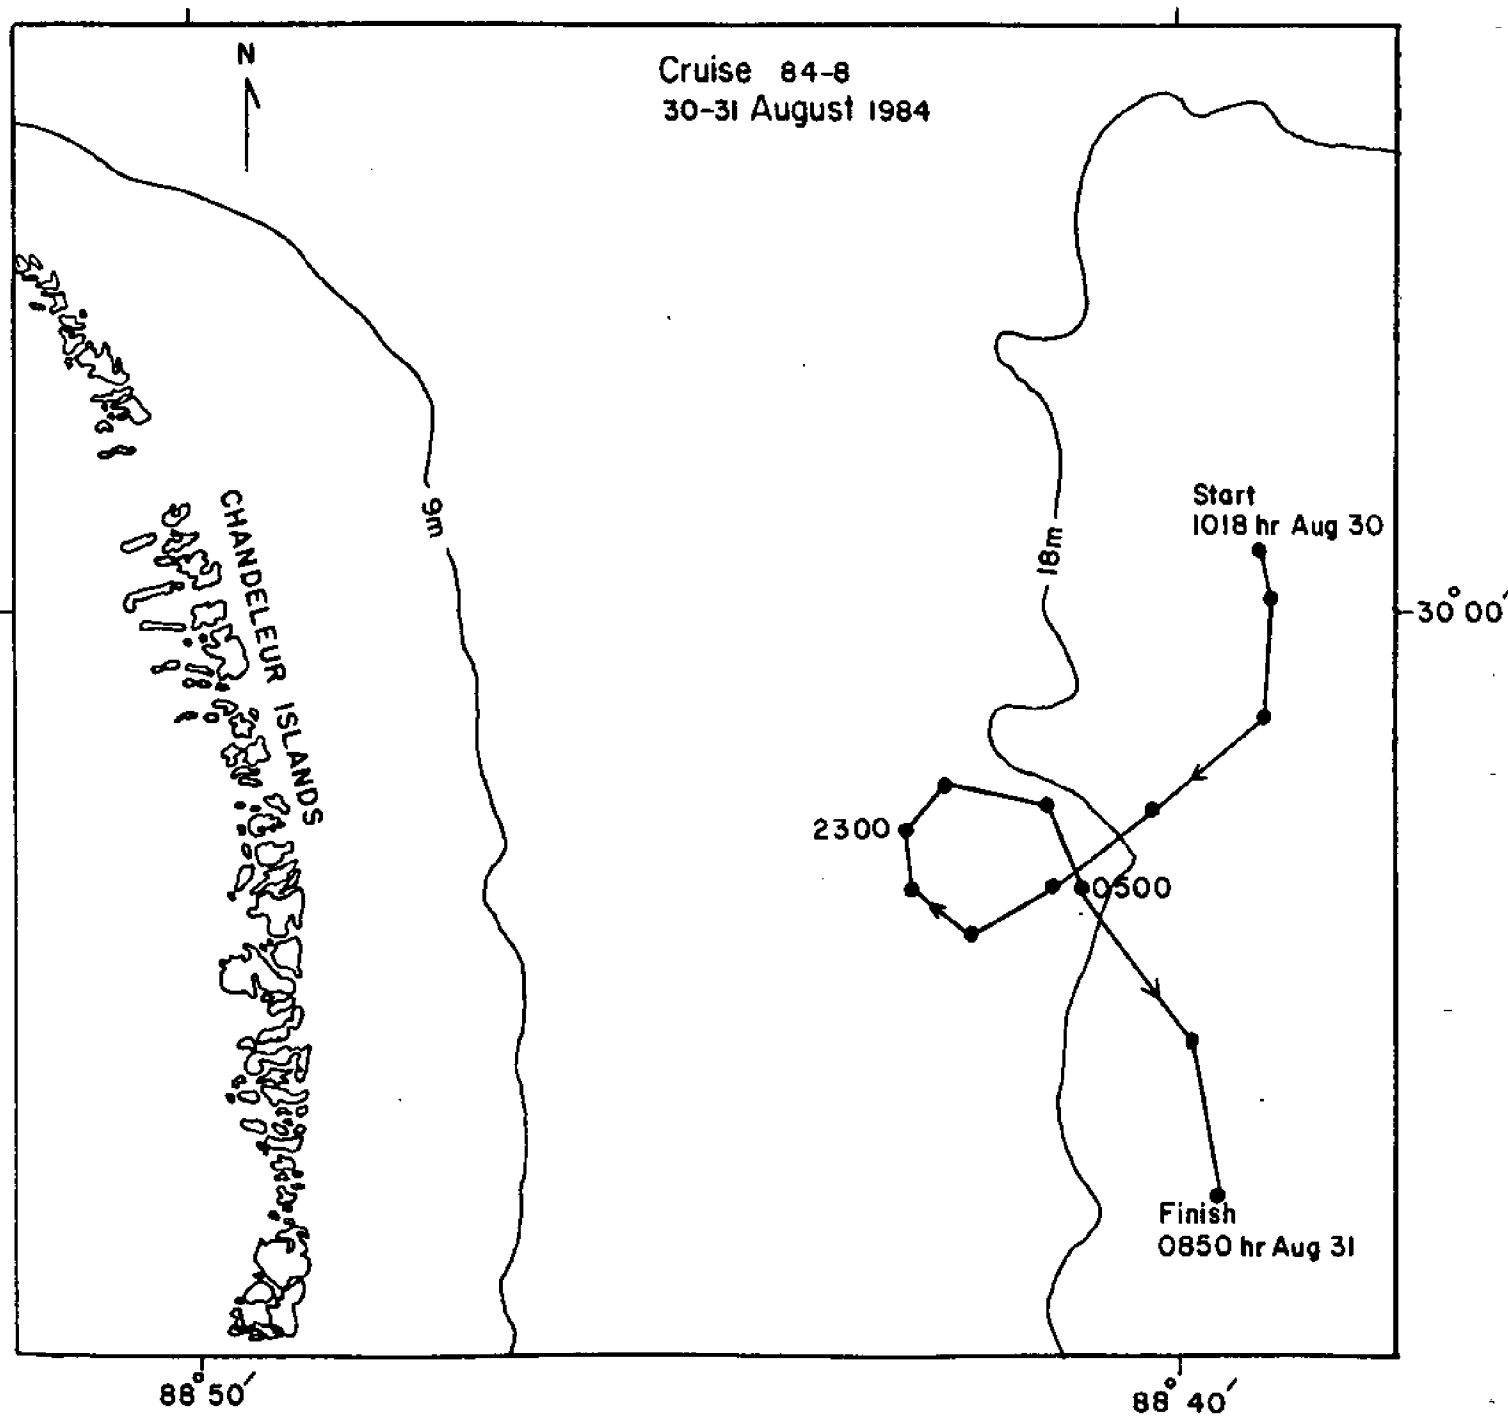 N
Cruise 84-8
30-31 August 1984
CHANDELEUR ISLANDS
9m
18m
Start
1018 hr Aug 30
30° 00′
2300
0500
Finish
0850 hr Aug 31
88° 50′
88° 40′